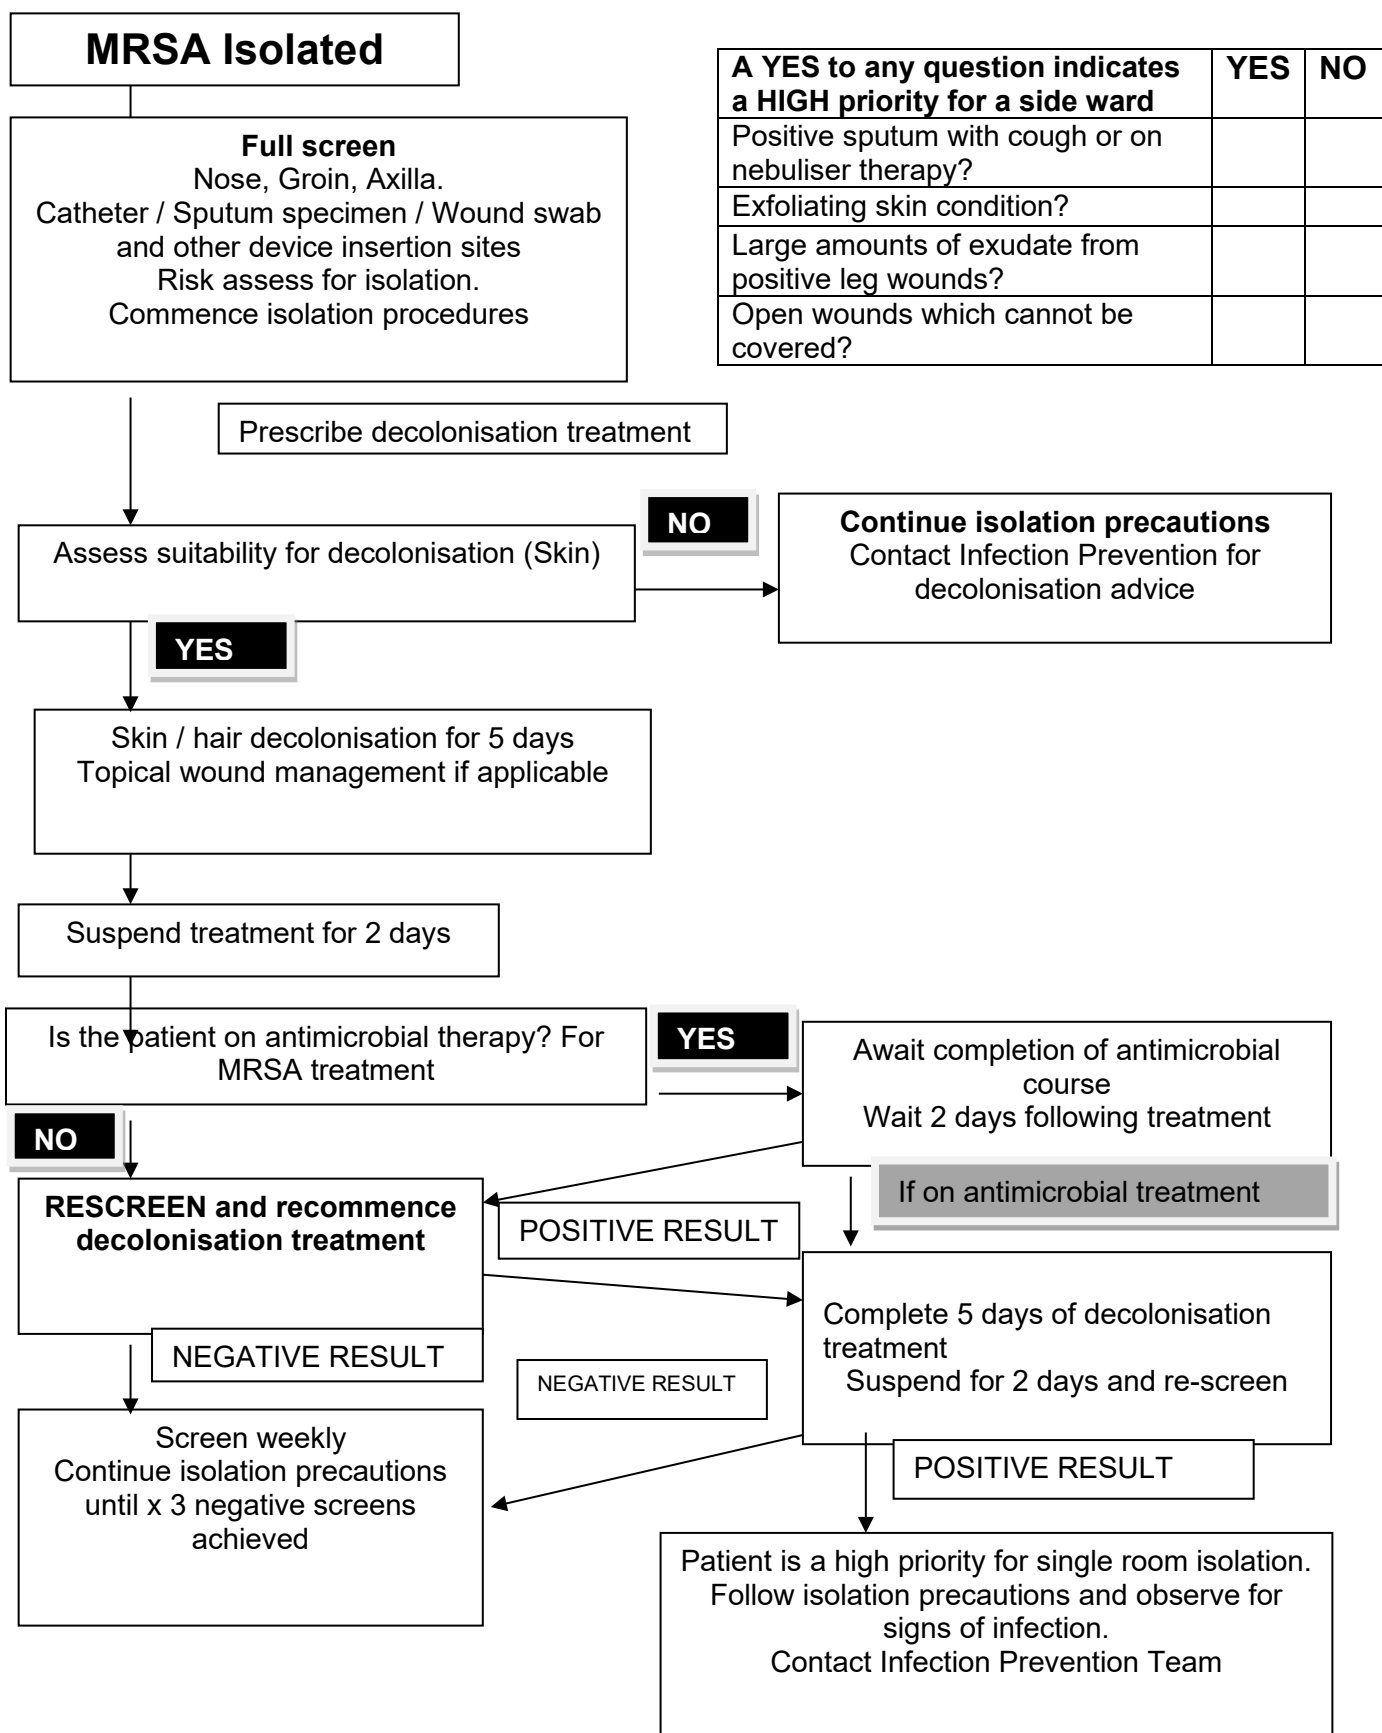 MRSA Isolated
A YES to any question indicates
a HIGH priority for a side ward
YES
NO
Positive sputum with cough or on
nebuliser therapy?
Exfoliating skin condition?
Large amounts of exudate from
positive leg wounds?
Open wounds which cannot be
covered?
Full screen
Nose, Groin, Axilla.
Catheter / Sputum specimen / Wound swab
and other device insertion sites
Risk assess for isolation.
Commence isolation procedures
Prescribe decolonisation treatment
Assess suitability for decolonisation (Skin)
NO
Continue isolation precautions
Contact Infection Prevention for
decolonisation advice
YES
Skin / hair decolonisation for 5 days
Topical wound management if applicable
Suspend treatment for 2 days
Is the patient on antimicrobial therapy? For
MRSA treatment
YES
Await completion of antimicrobial
course
Wait 2 days following treatment
NO
If on antimicrobial treatment
RESCREEN and recommence
decolonisation treatment
POSITIVE RESULT
Complete 5 days of decolonisation
treatment
Suspend for 2 days and re-screen
NEGATIVE RESULT
NEGATIVE RESULT
Screen weekly
Continue isolation precautions
until x 3 negative screens
achieved
POSITIVE RESULT
Patient is a high priority for single room isolation.
Follow isolation precautions and observe for
signs of infection.
Contact Infection Prevention Team